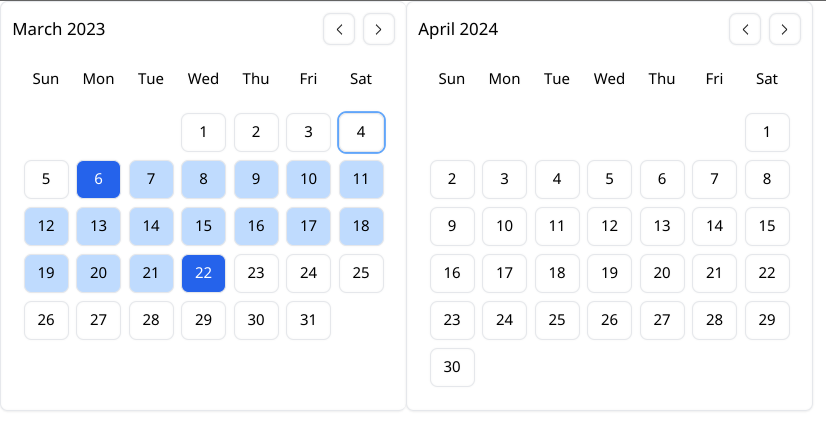 March 2023
Sun Mon Tue Wed Thu Fri Sat
1 2 3 4
5 6 7 8 9 10 11
12 13 14 15 16 17 18
19 20 21 22 23 24 25
26 27 28 29 30 31
April 2024
Sun Mon Tue Wed Thu Fri Sat
1
2 3 4 5 6 7 8
9 10 11 12 13 14 15
16 17 18 19 20 21 22
23 24 25 26 27 28 29
30